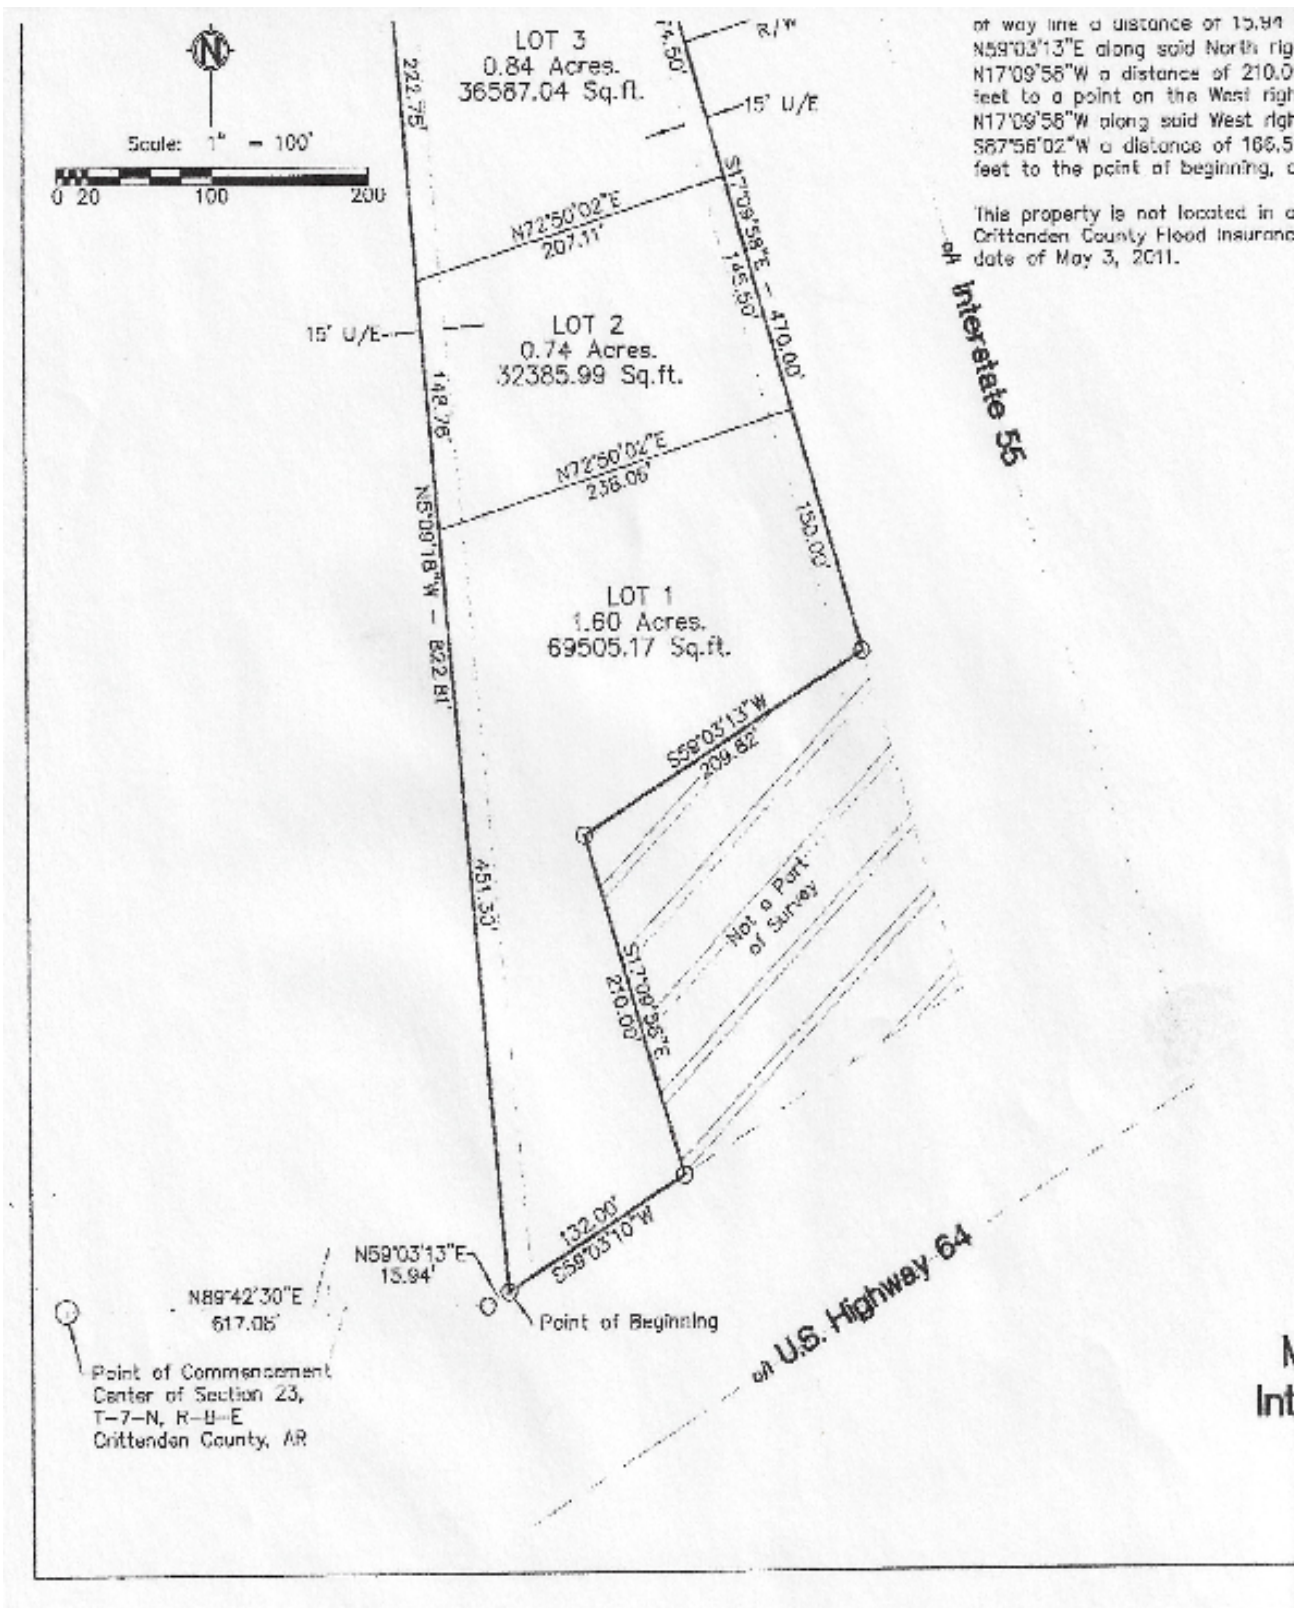 N
Scale: 1" = 100'
0 20 100 200
LOT 3
0.84 Acres.
36587.04 Sq.ft.
222.75'
R/W
15' U/E
of way line a distance of 15.94
N59°03'13"E along said North rig
N17°09'58"W a distance of 210.0
feet to a point on the West righ
N17°09'58"W along said West righ
S87°56'02"W a distance of 166.5
feet to the point of beginning, c
This property is not located in a
Crittenden County Flood Insuranc
date of May 3, 2011.
N72°50'02"E
207.11'
S17°09'58"E - 470.00'
145.50'
15' U/E
LOT 2
0.74 Acres.
32385.99 Sq.ft.
148.76'
Interstate 55
N72°50'02"E
238.06'
150.00'
N5°09'18"W - 822.81'
LOT 1
1.60 Acres.
69505.17 Sq.ft.
S59°03'13"W
209.82'
451.30'
Not a Part
of Survey
S17°09'58"E
210.00'
132.00'
S59°03'10"W
N59°03'13"E
15.94'
N89°42'30"E
617.06'
Point of Beginning
U.S. Highway 64
Point of Commencement
Center of Section 23,
T-7-N, R-8-E
Crittenden County, AR
Int